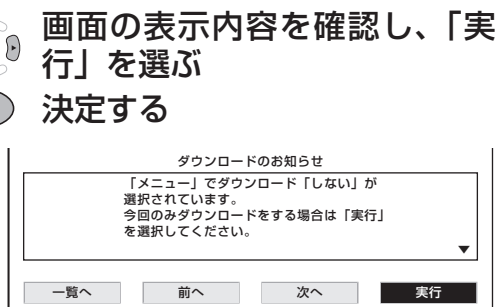 画面の表示内容を確認し、「実
行」を選ぶ
決定する
ダウンロードのお知らせ
「メニュー」でダウンロード「しない」が
選択されています。
今回のみダウンロードをする場合は「実行」
を選択してください。
一覧へ 前へ 次へ 実行